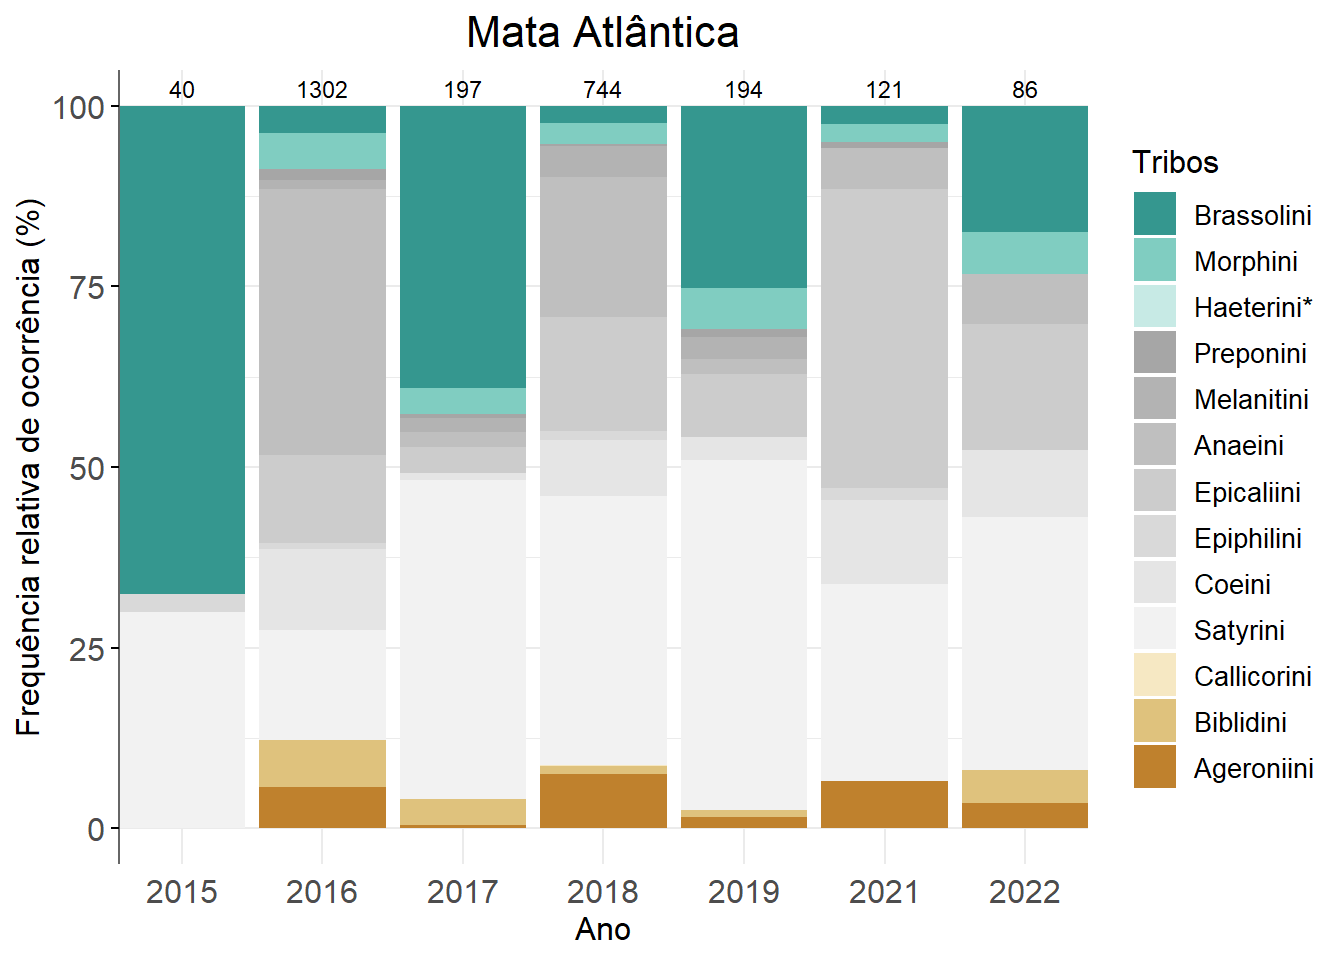 Mata Atlântica
40 1302 197 744 194 121 86
100
75
50
25
0
Frequência relativa de ocorrência (%)
2015 2016 2017 2018 2019 2021 2022
Ano
Tribos
Brassolini
Morphini
Haeterini*
Preponini
Melanitini
Anaeini
Epicaliini
Epiphilini
Coeini
Satyrini
Callicorini
Biblidini
Ageroniini